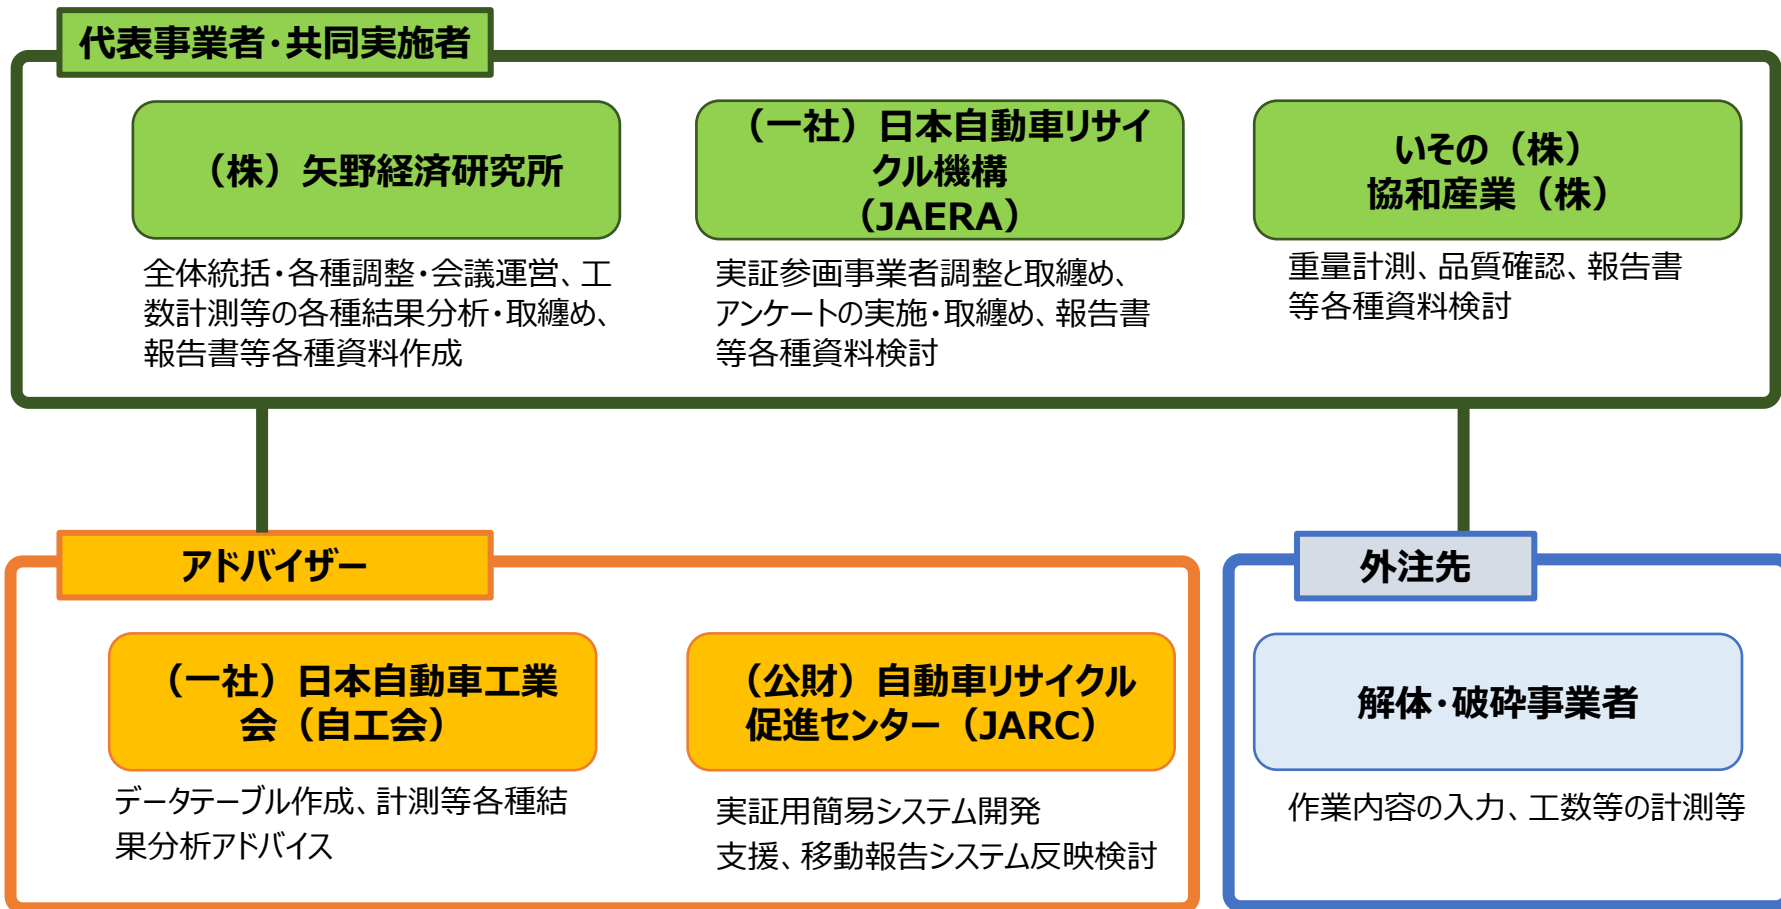 代表事業者・共同実施者
（株）矢野経済研究所
全体統括・各種調整・会議運営、工
数計測等の各種結果分析・取纏め、
報告書等各種資料作成
（一社）日本自動車リサイ
クル機構
（JAERA）
実証参画事業者調整と取纏め、
アンケートの実施・取纏め、報告書
等各種資料検討
いその（株）
協和産業（株）
重量計測、品質確認、報告書
等各種資料検討
アドバイザー
（一社）日本自動車工業
会（自工会）
データテーブル作成、計測等各種結
果分析アドバイス
（公財）自動車リサイクル
促進センター（JARC）
実証用簡易システム開発
支援、移動報告システム反映検討
外注先
解体・破砕事業者
作業内容の入力、工数等の計測等